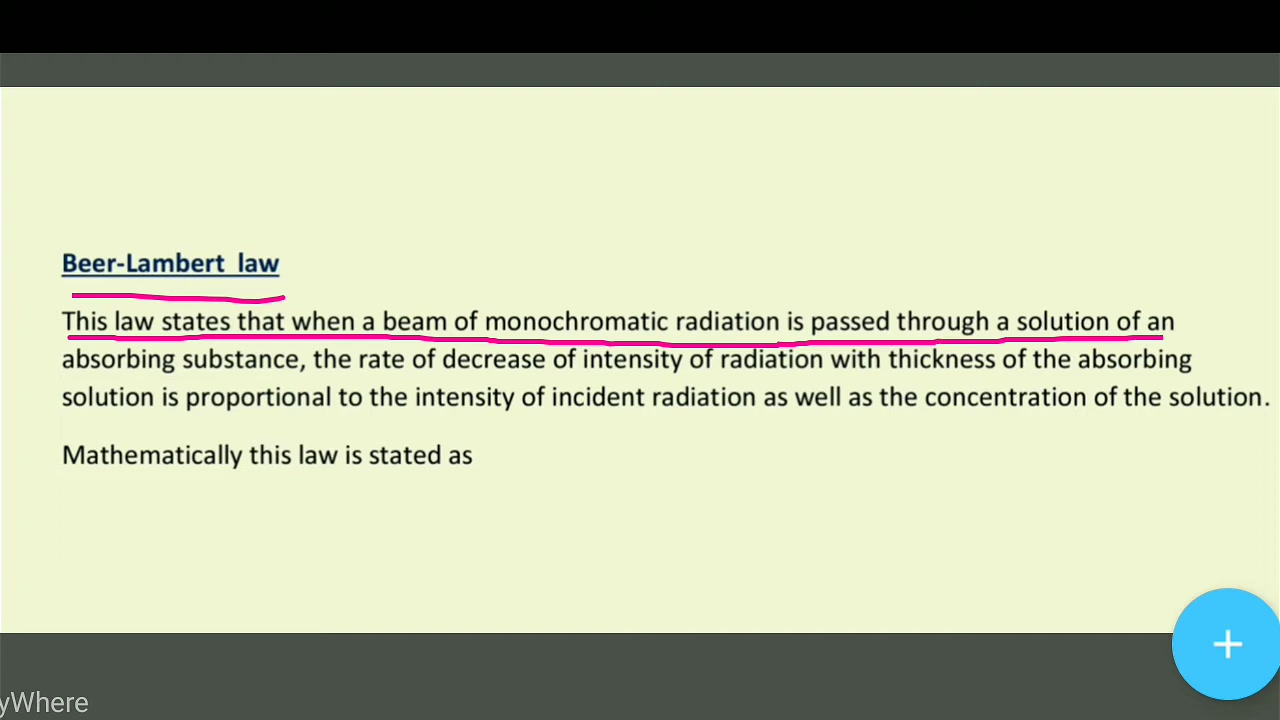 Beer-Lambert law
This law states that when a beam of monochromatic radiation is passed through a solution of an
absorbing substance, the rate of decrease of intensity of radiation with thickness of the absorbing
solution is proportional to the intensity of incident radiation as well as the concentration of the solution.
Mathematically this law is stated as
yWhere